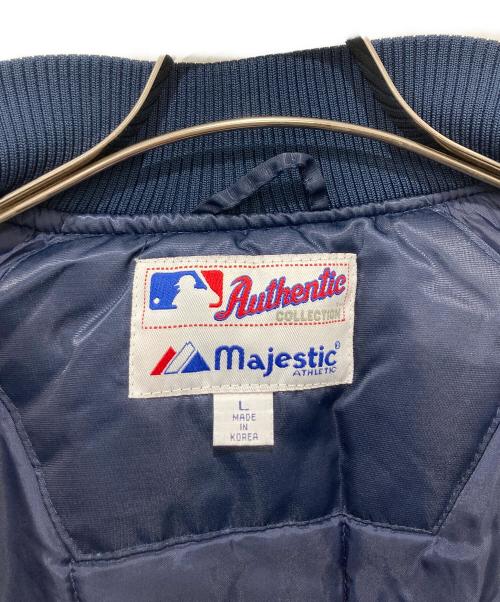 Authentic
COLLECTION
Majestic®
ATHLETIC
L
MADE
IN
KOREA